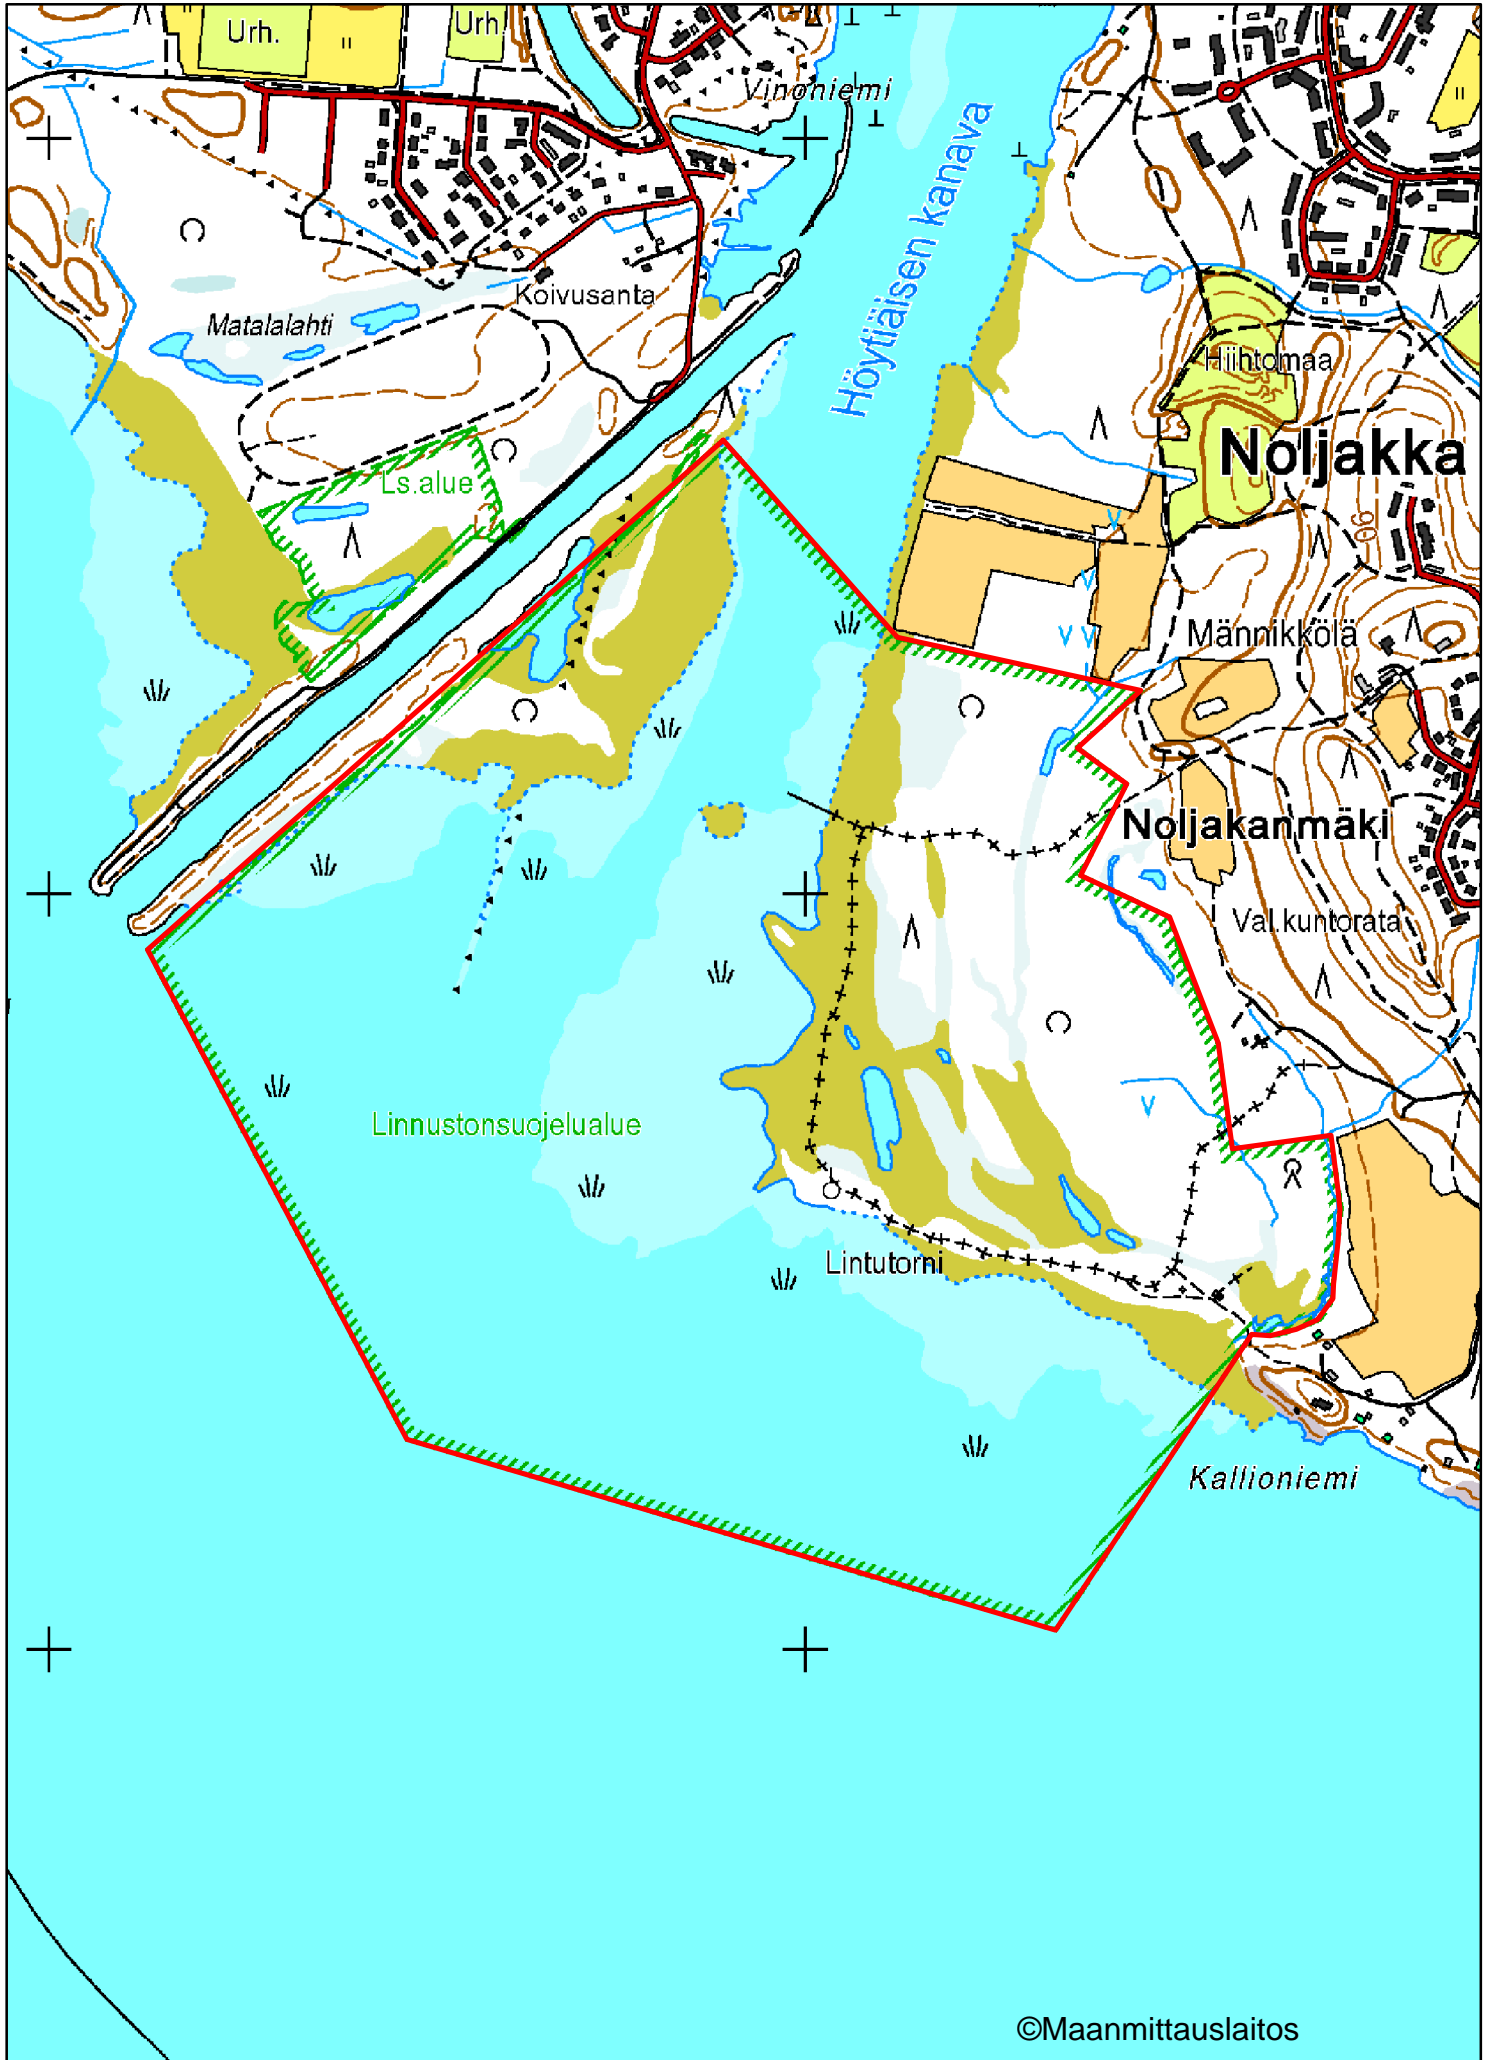 Urh.
Urh.
Vinoniemi
Höytiäisen kanava
Koivusanta
Matalalahti
Hiihtomaa
Noljakka
Ls.alue
90
Männikkölä
Noljakanmäki
Val.kuntorata
Linnustonsuojelualue
Lintutorni
Kallioniemi
©Maanmittauslaitos